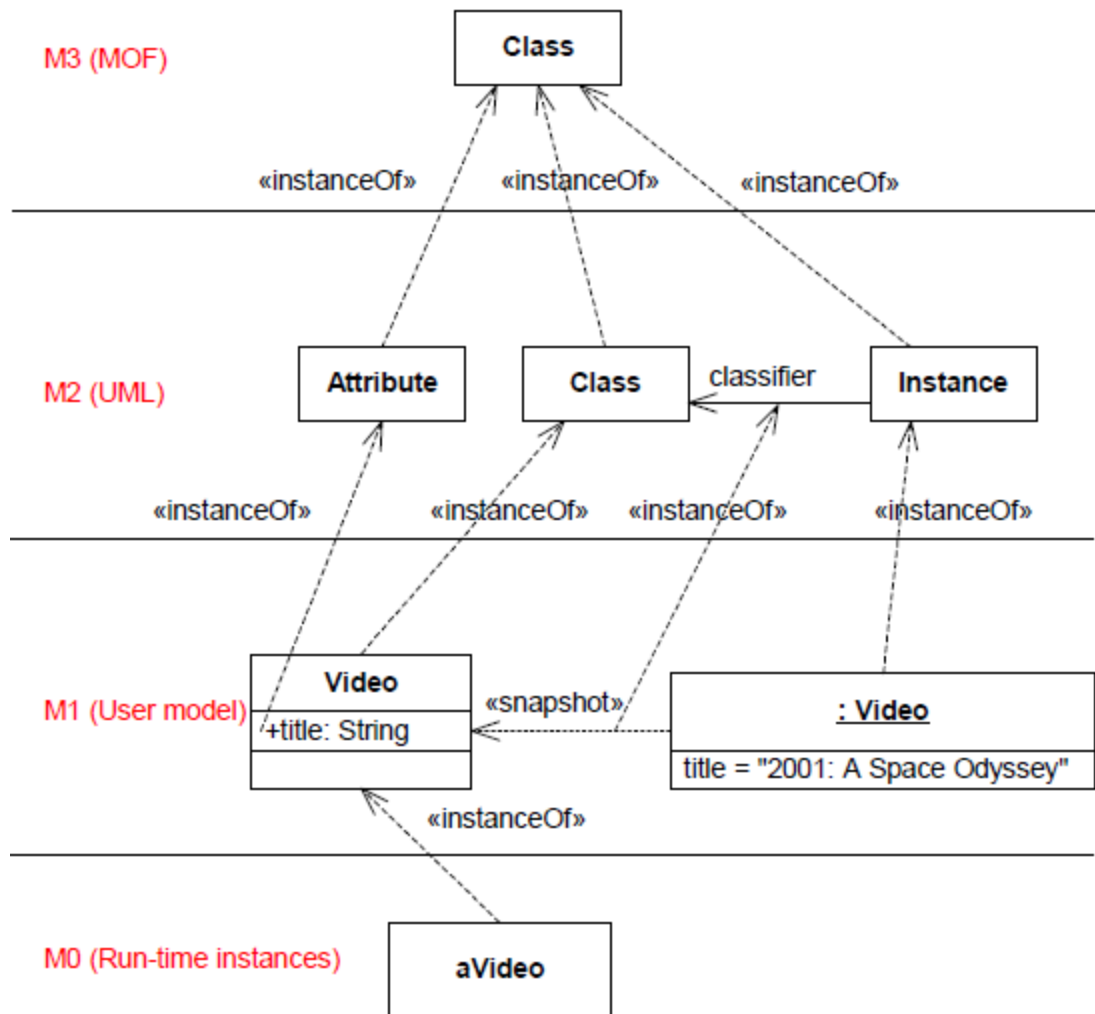 M3 (MOF)
Class
«instanceOf»
«instanceOf»
«instanceOf»
M2 (UML)
Attribute
Class
classifier
Instance
«instanceOf»
«instanceOf»
«instanceOf»
«instanceOf»
M1 (User model)
Video
+title: String
«snapshot»
: Video
title = "2001: A Space Odyssey"
«instanceOf»
M0 (Run-time instances)
aVideo